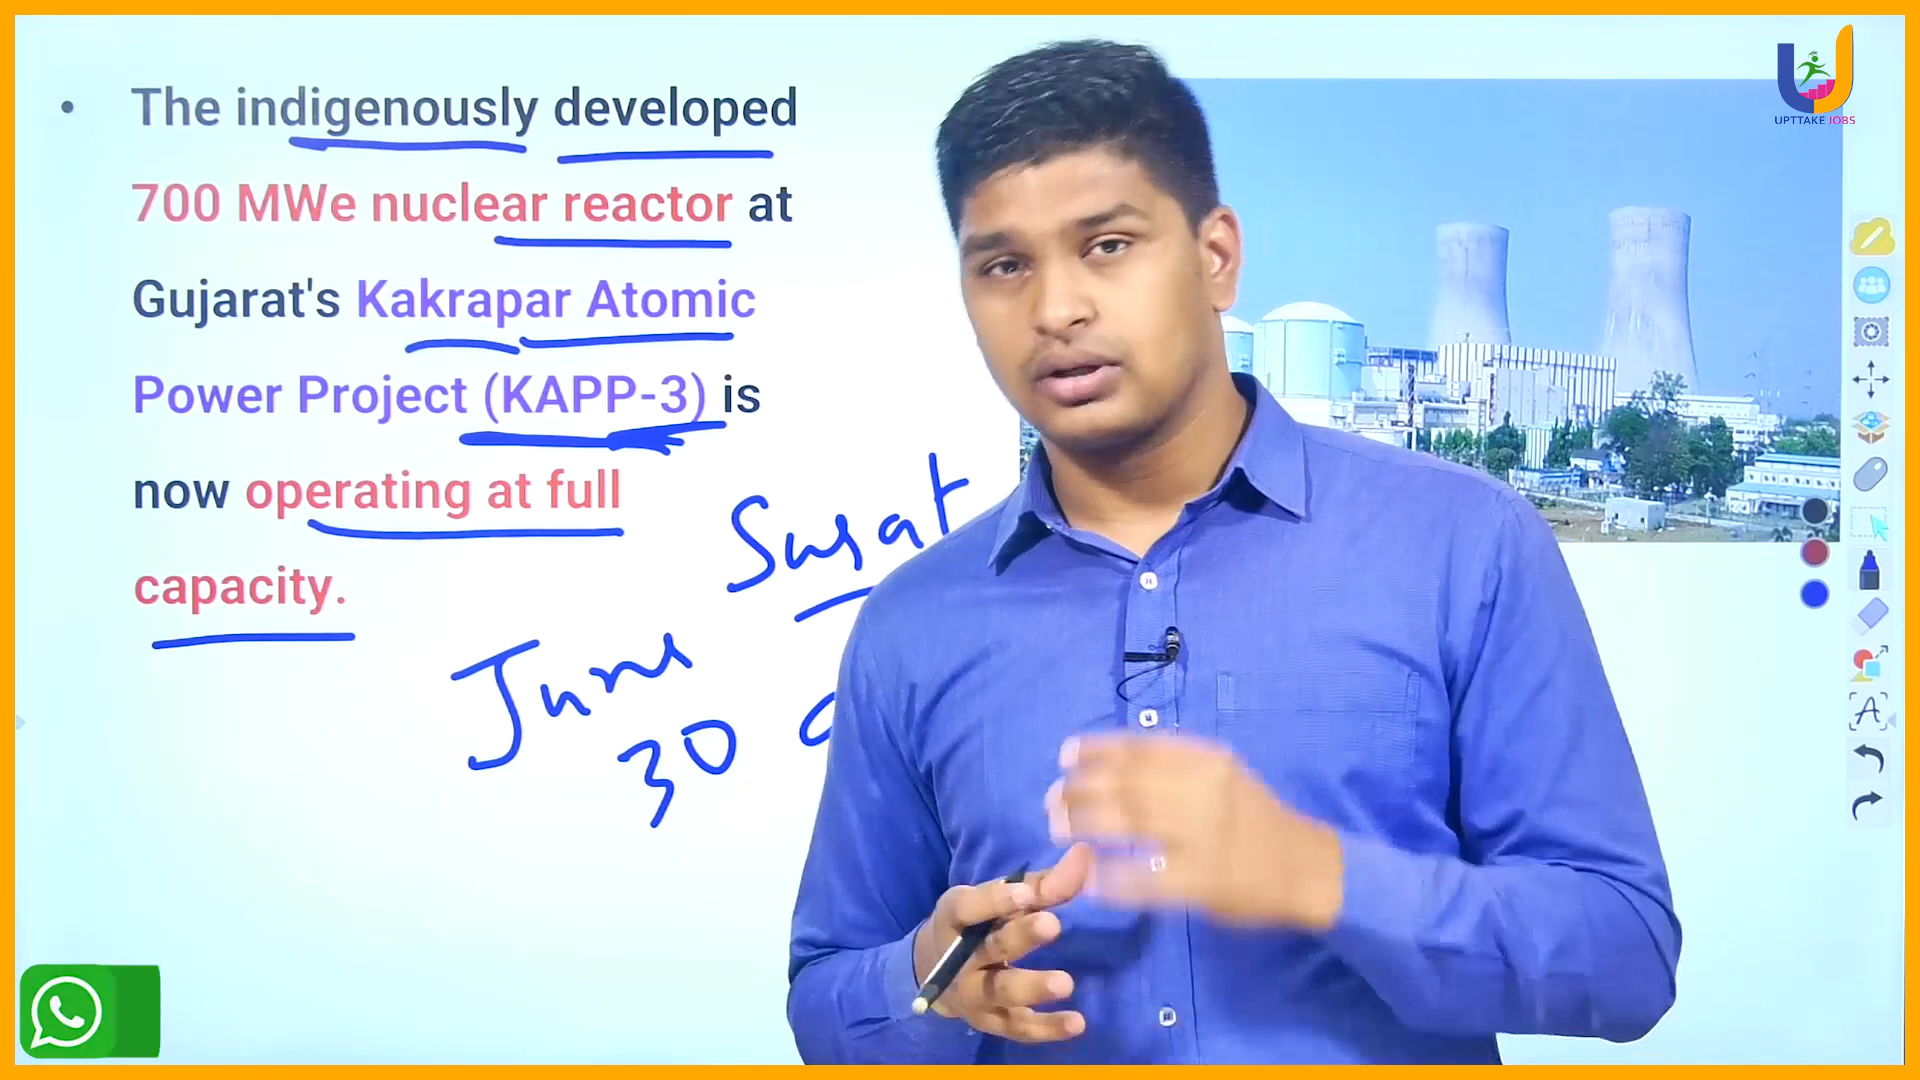 • The indigenously developed
700 MWe nuclear reactor at
Gujarat's Kakrapar Atomic
Power Project (KAPP-3) is
now operating at full
capacity.
Surat
June
30
UPTTAKE JOBS